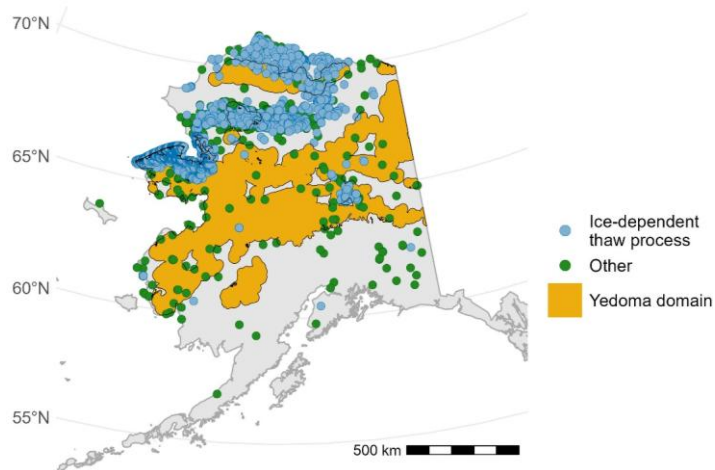 70°N
65°N
60°N
55°N
Ice-dependent
thaw process
Other
Yedoma domain
500 km